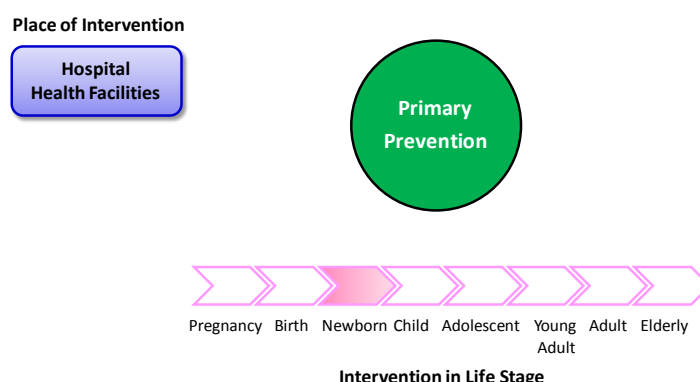 Place of Intervention
Hospital
Health Facilities
Primary
Prevention
Pregnancy Birth Newborn Child Adolescent Young Adult Elderly
Adult
Intervention in Life Stage